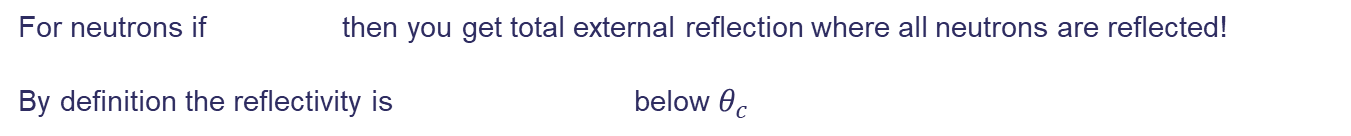 For neutrons if then you get total external reflection where all neutrons are reflected!
By definition the reflectivity is below θc